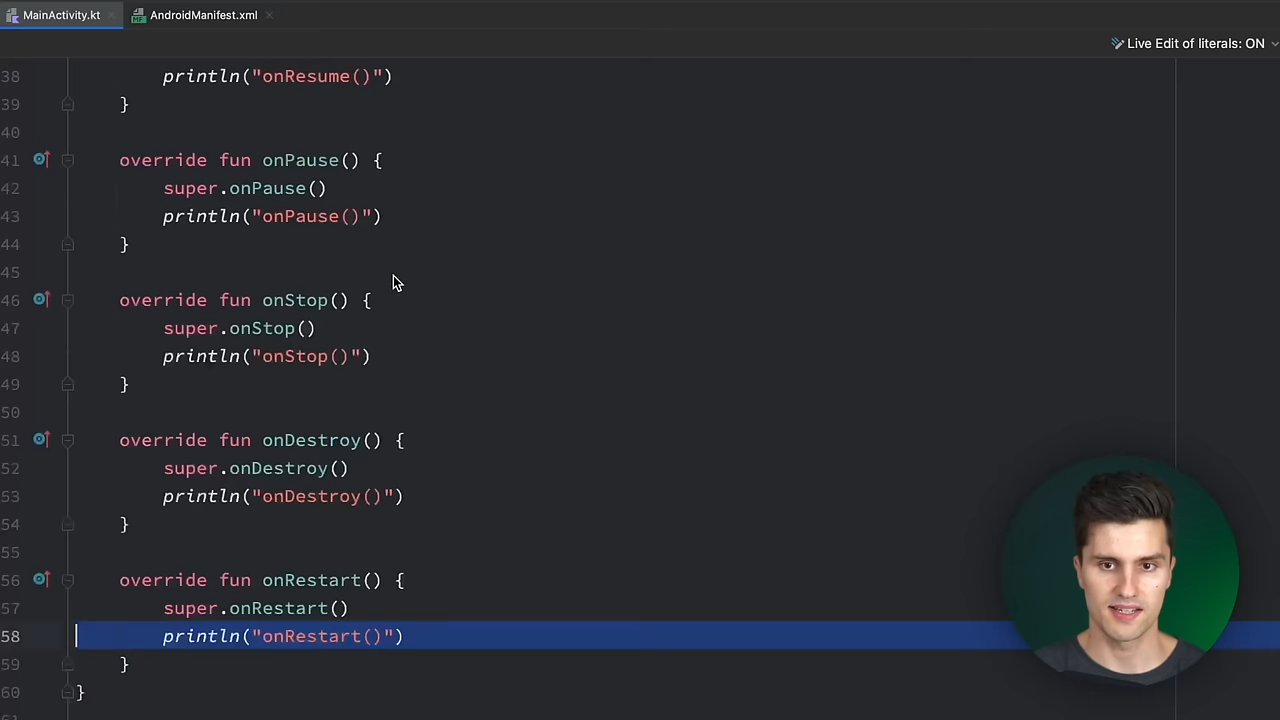 MainActivity.kt
AndroidManifest.xml
Live Edit of literals: ON
38 println("onResume()")
39 }
40
41 override fun onPause() {
42 super.onPause()
43 println("onPause()")
44 }
45
46 override fun onStop() {
47 super.onStop()
48 println("onStop()")
49 }
50
51 override fun onDestroy() {
52 super.onDestroy()
53 println("onDestroy()")
54 }
55
56 override fun onRestart() {
57 super.onRestart()
58 println("onRestart()")
59 }
60 }